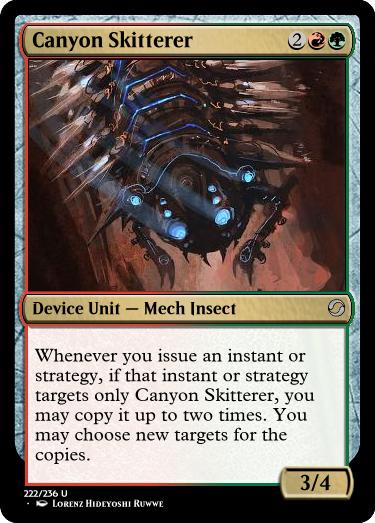 Canyon Skitterer 2
Device Unit — Mech Insect
Whenever you issue an instant or
strategy, if that instant or strategy
targets only Canyon Skitterer, you
may copy it up to two times. You
may choose new targets for the
copies.
3/4
222/236 U
· Lorenz Hideyoshi Ruwwe